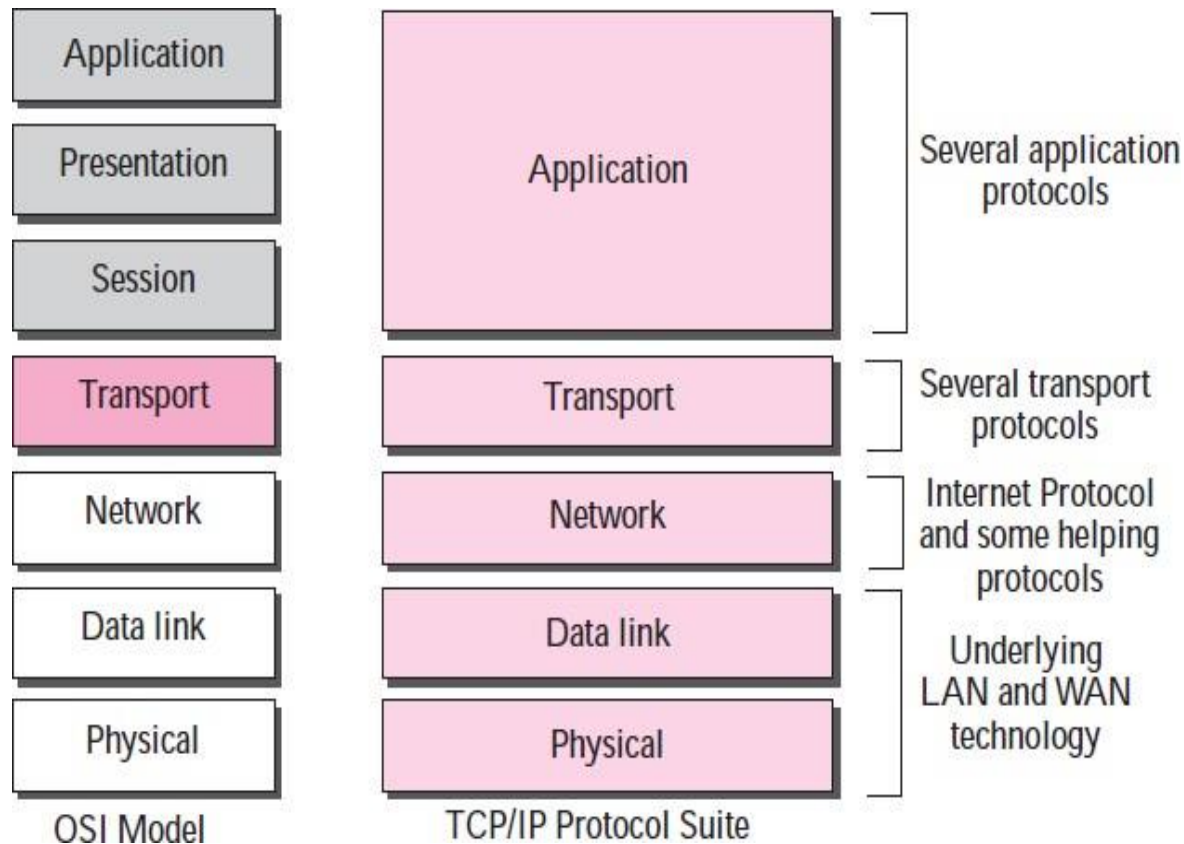 Application
Presentation
Session
Transport
Network
Data link
Physical
OSI Model
Application
Transport
Network
Data link
Physical
TCP/IP Protocol Suite
Several application
protocols
Several transport
protocols
Internet Protocol
and some helping
protocols
Underlying
LAN and WAN
technology